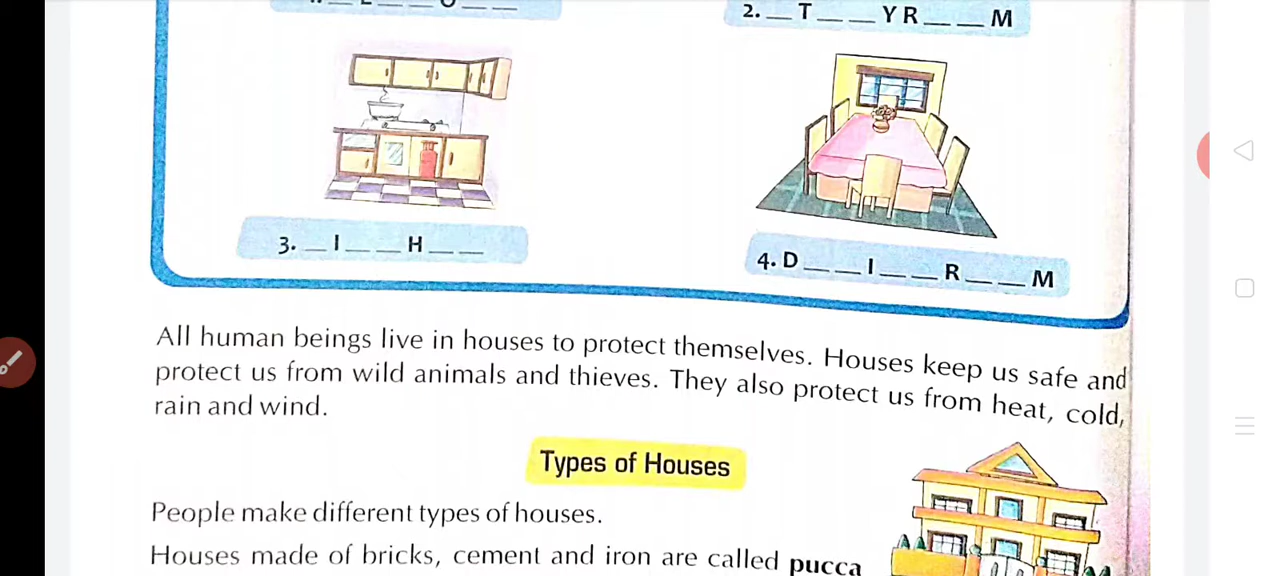 2. __ T __ __ Y R __ __ M
3. __ I __ __ H __ __
4. D __ __ I __ __ R __ __ M
All human beings live in houses to protect themselves. Houses keep us safe and
protect us from wild animals and thieves. They also protect us from heat, cold,
rain and wind.
Types of Houses
People make different types of houses.
Houses made of bricks, cement and iron are called pucca